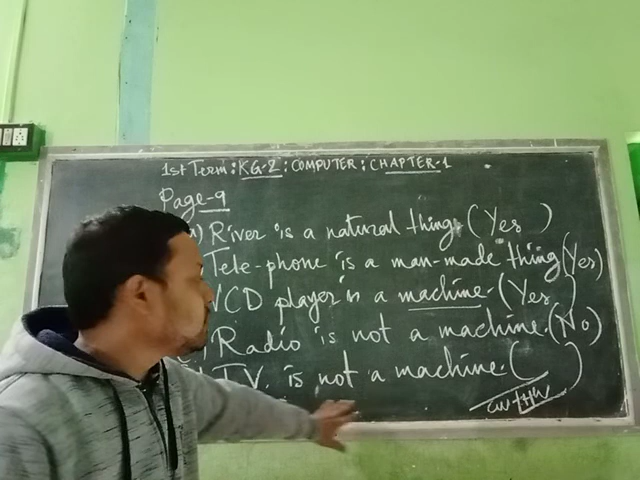 1st Term: KG-2: COMPUTER: CHAPTER-1
Page-9
) River is a natural thing. (Yes )
Tele-phone is a man-made thing (Yes)
VCD player is a machine. (Yes )
) Radio is not a machine. (No)
T.V. is not a machine. ( )
CW+HW